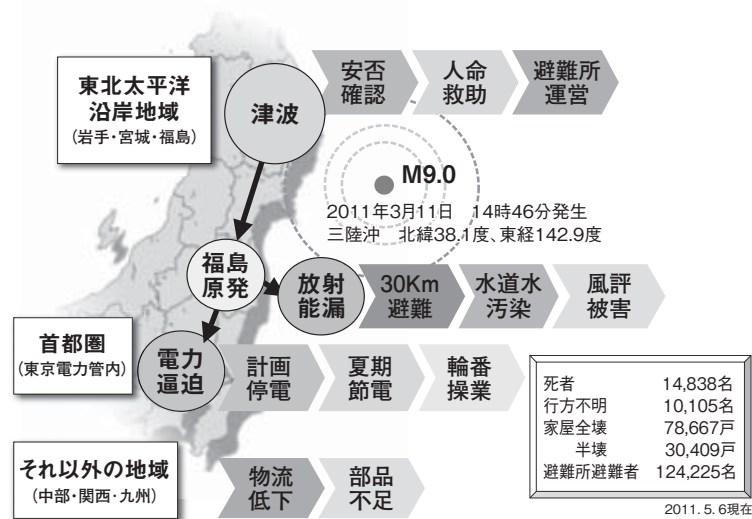 東北太平洋
沿岸地域
(岩手・宮城・福島)
津波
安否
確認
人命
救助
避難所
運営
M9.0
2011年3月11日　14時46分発生
三陸沖　北緯38.1度、東経142.9度
福島
原発
放射
能漏
30Km
避難
水道水
汚染
風評
被害
首都圏
(東京電力管内)
電力
逼迫
計画
停電
夏期
節電
輪番
操業
それ以外の地域
(中部・関西・九州)
物流
低下
部品
不足
死者　14,838名
行方不明　10,105名
家屋全壊　78,667戸
半壊　30,409戸
避難所避難者　124,225名
2011.5.6現在